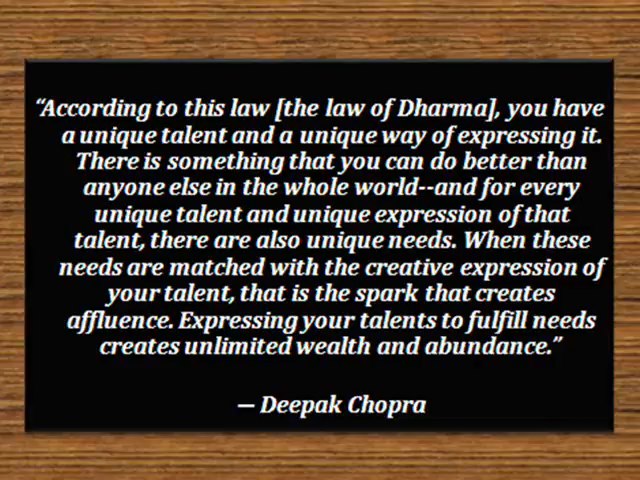 “According to this law [the law of Dharma], you have
a unique talent and a unique way of expressing it.
There is something that you can do better than
anyone else in the whole world--and for every
unique talent and unique expression of that
talent, there are also unique needs. When these
needs are matched with the creative expression of
your talent, that is the spark that creates
affluence. Expressing your talents to fulfill needs
creates unlimited wealth and abundance.”
— Deepak Chopra